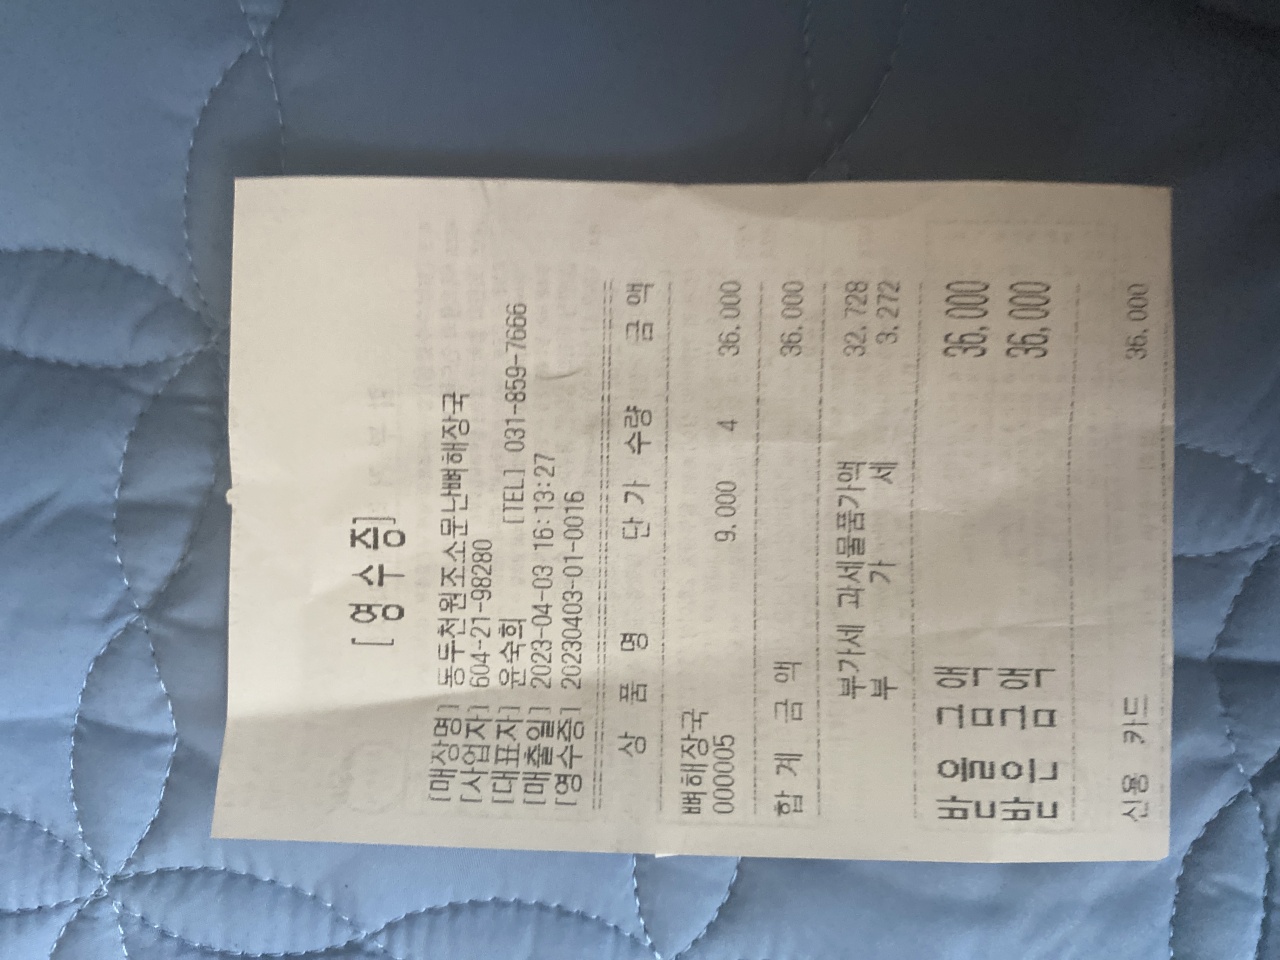 [영수증]
[매장명] 동두천원조소문난뼈해장국
[사업자] 604-21-98280
[대표자] 윤숙희 [TEL] 031-859-7666
[매출일] 2023-04-03 16:13:27
[영수증] 20230403-01-0016
상 품 명 단 가 수량 금 액
뼈해장국
000005 9,000 4 36,000
합 계 금 액 36,000
부가세 과세물품가액 32,728
부 가 세 3,272
받을금액 36,000
받은금액 36,000
신용카드 36,000